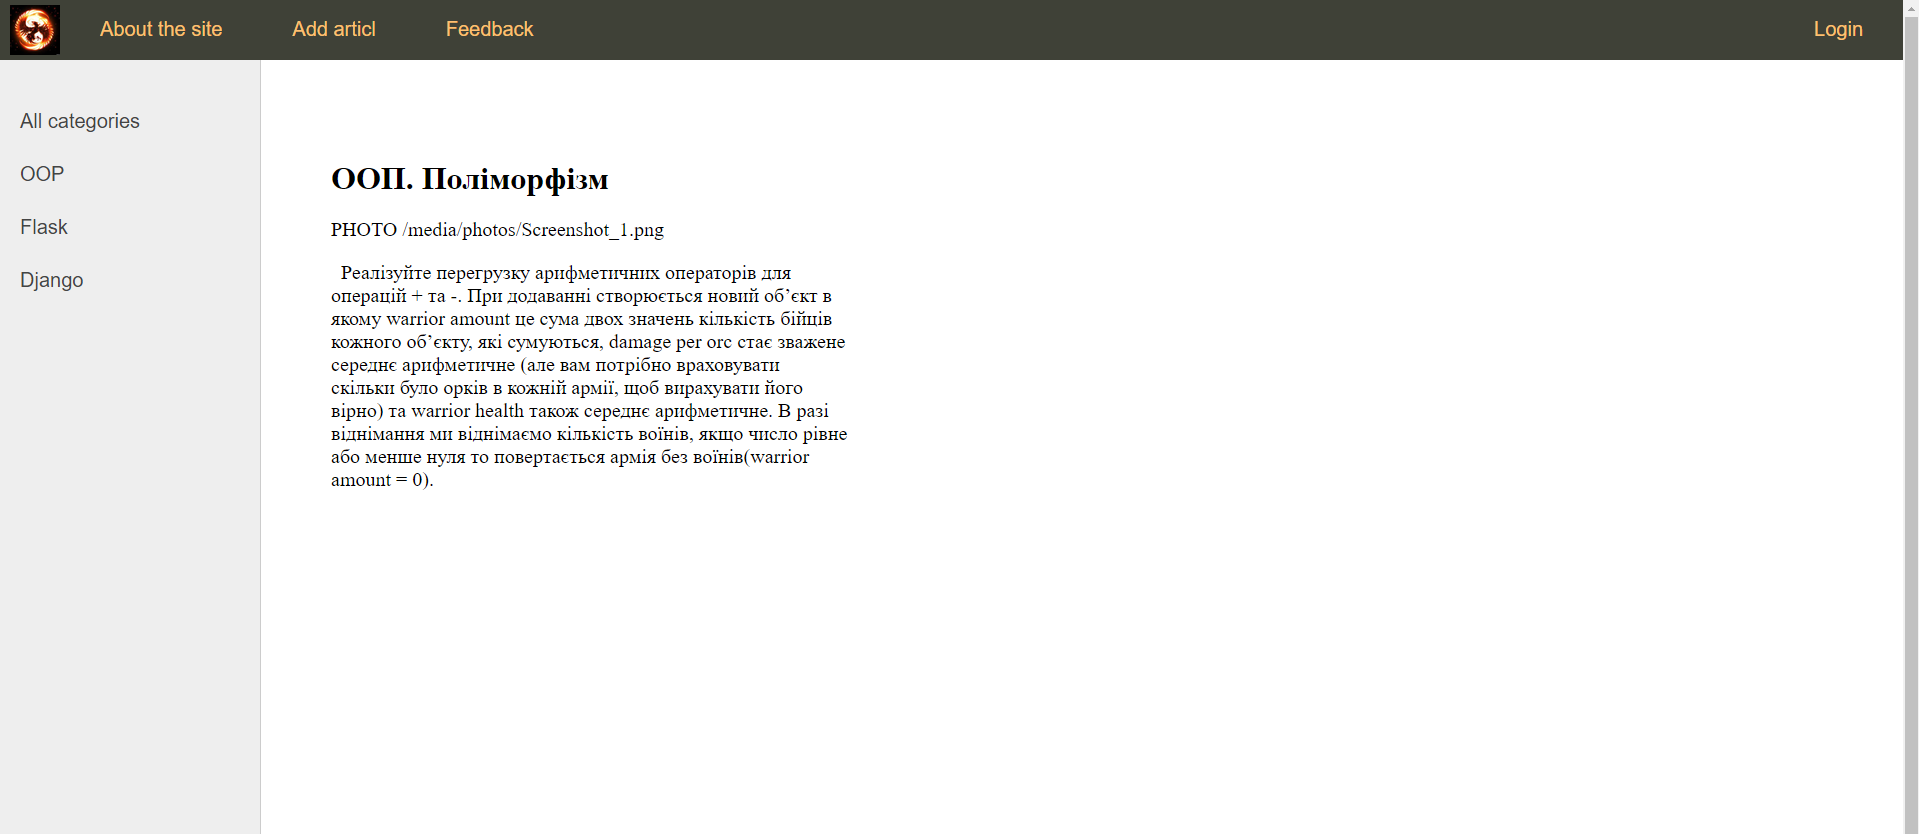 About the site
Add articl
Feedback
Login
All categories
OOP
Flask
Django
ООП. Поліморфізм
PHOTO /media/photos/Screenshot_1.png
Реалізуйте перегрузку арифметичних операторів для
операцій + та -. При додаванні створюється новий об’єкт в
якому warrior amount це сума двох значень кількість бійців
кожного об’єкту, які сумуються, damage per orc стає зважене
середнє арифметичне (але вам потрібно враховувати
скільки було орків в кожній армії, щоб вирахувати його
вірно) та warrior health також середнє арифметичне. В разі
віднімання ми віднімаємо кількість воїнів, якщо число рівне
або менше нуля то повертається армія без воїнів(warrior
amount = 0).